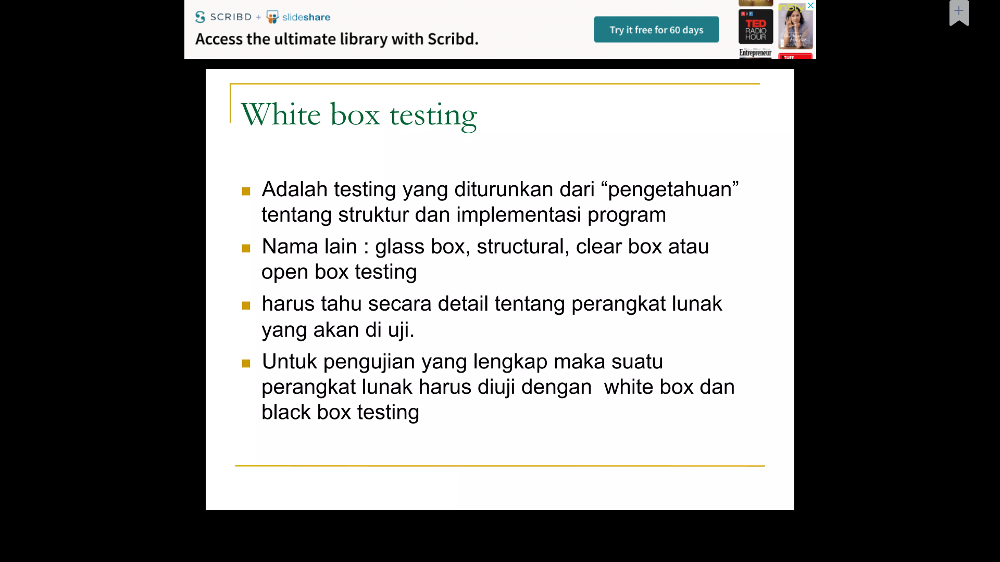 SCRIBD + slideshare
Access the ultimate library with Scribd.
Try it free for 60 days
TED
RADIO
HOUR
InStyl
Entrepreneur
White box testing
Adalah testing yang diturunkan dari “pengetahuan”
tentang struktur dan implementasi program
Nama lain : glass box, structural, clear box atau
open box testing
harus tahu secara detail tentang perangkat lunak
yang akan di uji.
Untuk pengujian yang lengkap maka suatu
perangkat lunak harus diuji dengan  white box dan
black box testing